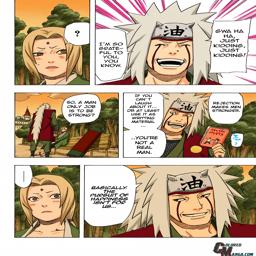 GWA HA
HA,
JUST
KIDDING,
JUST
KIDDING!
I'M
SO GRATE-
FUL TO
YOU, YOU
KNOW.
?
油
REJECTION
MAKES MEN
STRONGER.
IF YOU
CAN'T
LAUGH
ABOUT IT...
OR AT LEAST
USE IT AS
WRITING
MATERIAL...
...YOU'RE
NOT A
REAL MAN.
SO, A MAN
ONLY
JOB IS
TO BE
STRONG?
油
BASICALLY
THE
PURSUIT OF
HAPPINESS
ISN'T FOR
US...
COLORED
MANGA.COM